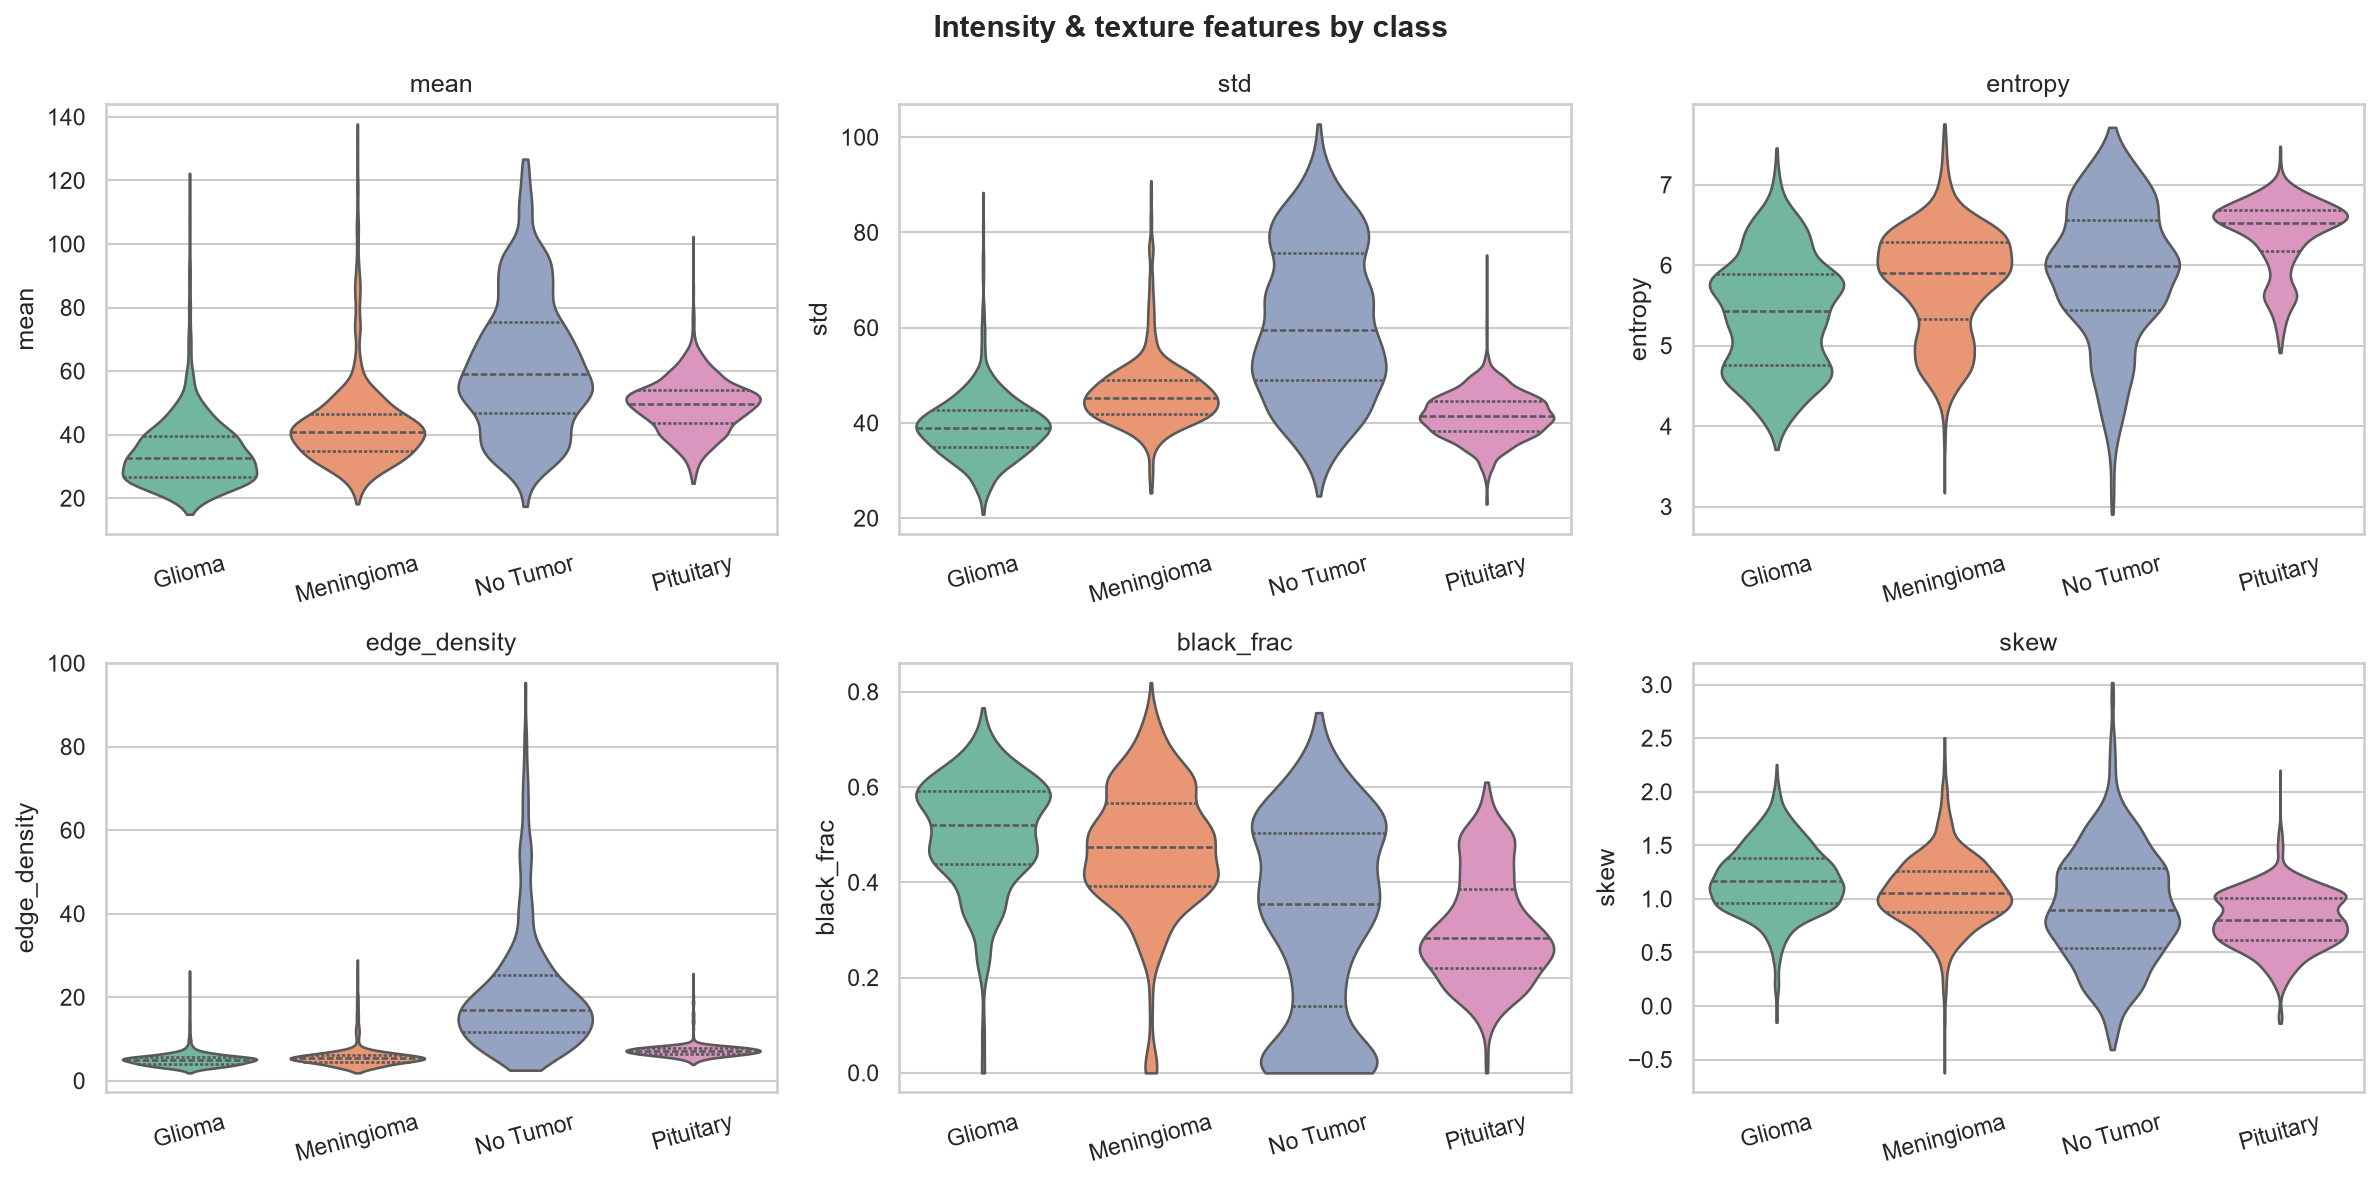 Intensity & texture features by class
mean
140
120
100
80
60
40
20
mean
Glioma
Meningioma
No Tumor
Pituitary
std
100
80
60
40
20
std
Glioma
Meningioma
No Tumor
Pituitary
entropy
7
6
5
4
3
entropy
Glioma
Meningioma
No Tumor
Pituitary
edge_density
100
80
60
40
20
0
edge_density
Glioma
Meningioma
No Tumor
Pituitary
black_frac
0.8
0.6
0.4
0.2
0.0
black_frac
Glioma
Meningioma
No Tumor
Pituitary
skew
3.0
2.5
2.0
1.5
1.0
0.5
0.0
−0.5
skew
Glioma
Meningioma
No Tumor
Pituitary